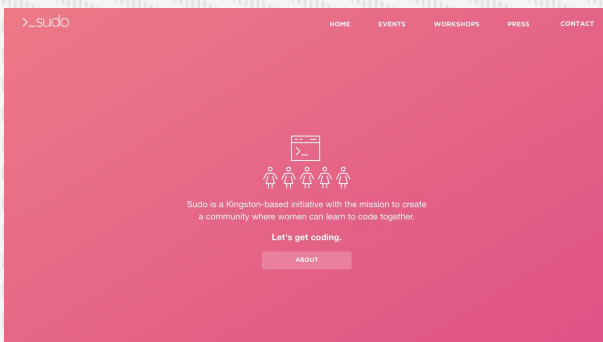 >_sudo
HOME EVENTS WORKSHOPS PRESS CONTACT
>_
Sudo is a Kingston-based initiative with the mission to create
a community where women can learn to code together.
Let's get coding.
ABOUT